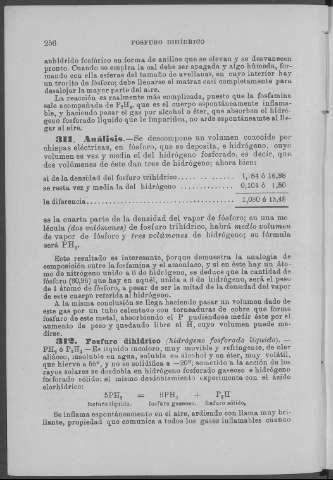 256 FOSFURO DIHÍDRICO
anhídrido fosfórico en forma de anillos que se elevan y se desvanecen
pronto. Cuando se emplea la cal debe ser apagada y algo húmeda, for-
mando con ella esferas del tamaño de avellanas, en cuyo interior hay
un trocito de fósforo; debe llenarse el matraz casi completamente para
desalojar la mayor parte del aire.
La reacción es realmente más complicada, puesto que la fosfamina
sale acompañada de P₂H₄, que es el cuerpo espontáneamente inflama-
ble, y haciendo pasar el gas por alcohol ó éter, que absorben el hidró-
geno fosforado líquido que le impurifica, no arde espontáneamente al lle-
gar al aire.
311. Análisis.—Se descompone un volumen conocido por
chispas eléctricas, en fósforo, que se deposita, é hidrógeno, cuyo
volumen es vez y media el del hidrógeno fosforado, es decir, que
dos volúmenes de éste dan tres de hidrógeno; ahora bien:
si de la densidad del fosfuro trihídrico............... 1,184 ó 16,98
se resta vez y media la del hidrógeno ............... 0,104 ó 1,50
la diferencia........................................ 1,080 ó 15,48
es la cuarta parte de la densidad del vapor de fósforo; en una mo-
lécula (dos volúmenes) de fosfuro trihídrico, habrá medio volumen
de vapor de fósforo y tres volúmenes de hidrógeno; su fórmula
será PH₃.
Este resultado es interesante, porque demuestra la analogía de
composición entre la fosfamina y el amoníaco, y si en éste hay un áto-
mo de nitrógeno unido a 3 de hidrógeno, se deduce que la cantidad de
fósforo (30,96) que hay en aquél, unida a 3 de hidrógeno, será el peso
de 1 átomo de fósforo, a pesar de ser la mitad de la densidad del vapor
de este cuerpo referida al hidrógeno.
A la misma conclusión se llega haciendo pasar un volumen dado de
este gas por un tubo calentado con torneaduras de cobre que forma
fosfuro de este metal, absorbiendo el P pudiéndose medir éste por el
aumento de peso y quedando libre el H, cuyo volumen puede me-
dirse.
312. Fosfuro dihídrico (hidrógeno fosforado líquido). —
PH₂ ó P₂H₄.—Es líquido incoloro, muy movible y refringente, de olor
aliáceo, insoluble en agua, soluble en alcohol y en éter, muy volátil,
que hierve a 58°, y no se solidifica a —20°; sometido a la acción de los
rayos solares se desdobla en hidrógeno fosforado gaseoso e hidrógeno
fosforado sólido; el mismo desdoblamiento experimenta con el ácido
clorhídrico:
5PH₂ = 3PH₃ + P₂H
fosfuro líquido. fosfuro gaseoso. fosfuro sólido.
Se inflama espontáneamente en el aire, ardiendo con llama muy bri-
llante, propiedad que comunica a todos los gases inflamables cuando